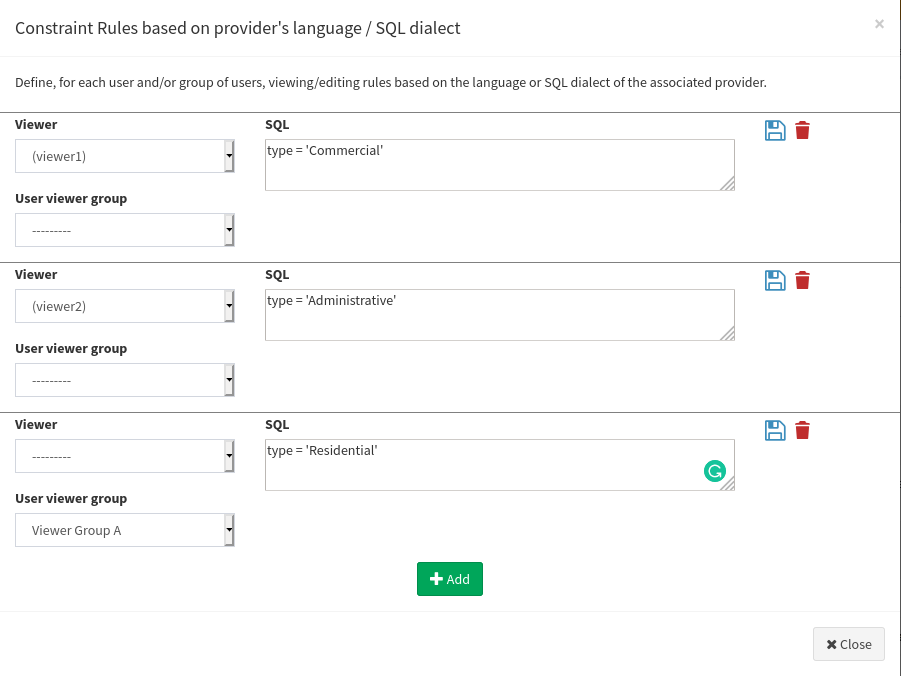 Constraint Rules based on provider's language / SQL dialect
×
Define, for each user and/or group of users, viewing/editing rules based on the language or SQL dialect of the associated provider.
Viewer
SQL
(viewer1)
type = 'Commercial'
User viewer group
---------
Viewer
SQL
(viewer2)
type = 'Administrative'
User viewer group
---------
Viewer
SQL
---------
type = 'Residential'
User viewer group
Viewer Group A
Add
Close